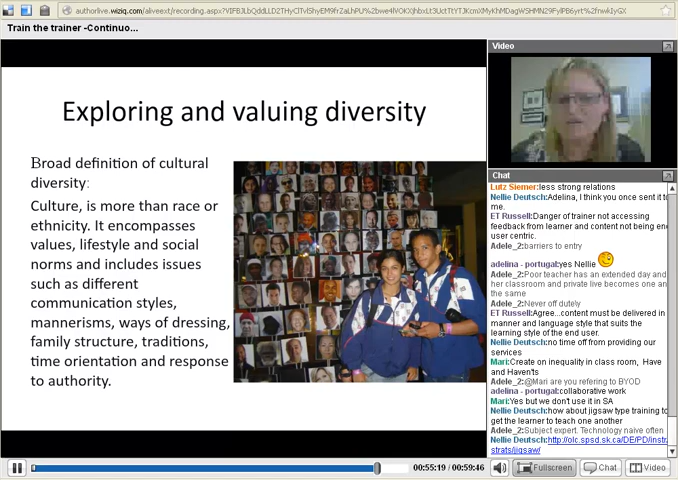 authorlive.wiziq.com/aliveext/recording.aspx?
Train the trainer -Continuo...
Video
Exploring and valuing diversity
Broad definition of cultural
diversity:
Culture, is more than race or
ethnicity. It encompasses
values, lifestyle and social
norms and includes issues
such as different
communication styles,
mannerisms, ways of dressing,
family structure, traditions,
time orientation and response
to authority.
Chat
Lutz Siemer:less strong relations
Nellie Deutsch:Adelina, I think you once sent it to
me.
ET Russell:Danger of trainer not accessing
feedback from learner and content not being en
user centric.
Adele_2:barriers to entry
adelina - portugal:yes Nellie
Adele_2:Poor teacher has an extended day and
her classroom and private live becomes one an
the same
Adele_2:Never off dutely
ET Russell:Agree...content must be delivered in
manner and language style that suits the
learning style of the end user.
Nellie Deutsch:no time off from providing our
services
Mari:Create on inequality in class room, Have
and Haven'ts
Adele_2:@Mari are you refering to BYOD
adelina - portugal:collaborative work
Mari:Yes but we don't use it in SA
Nellie Deutsch:how about jigsaw type training to
get the learner to teach one another
Adele_2:Subject expert. Technology naive often
Nellie Deutsch:http://olc.spsd.sk.ca/DE/PD/instr
strats/jigsaw/
00:55:19 / 00:59:46
Fullscreen
Chat
Video